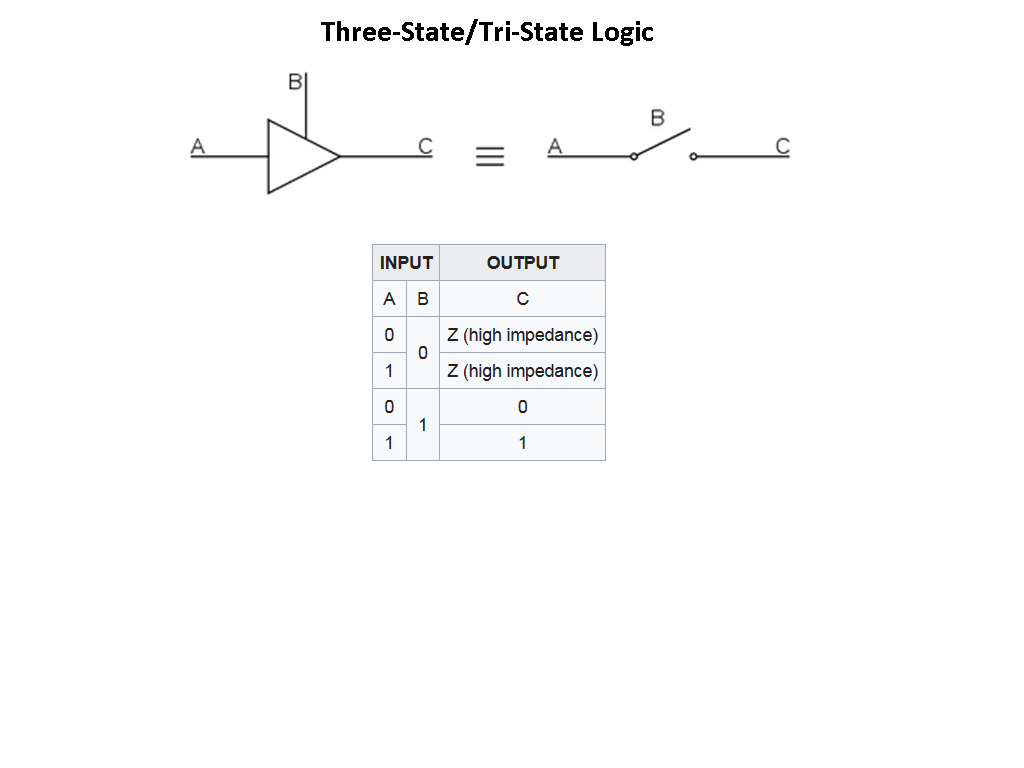 Three-State/Tri-State Logic
B
A
C
B
A
C
INPUT OUTPUT
A B C
0 0 Z (high impedance)
1 Z (high impedance)
0 1 0
1 1